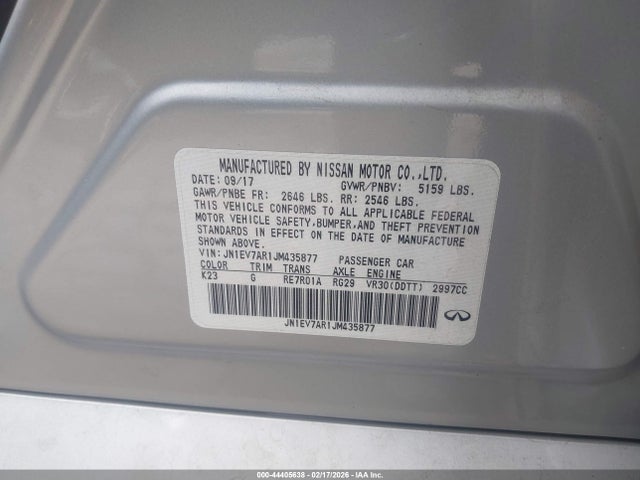 MANUFACTURED BY NISSAN MOTOR CO.,LTD.
DATE: 09/17 GVWR/PNBV: 5159 LBS.
GAWR/PNBE FR: 2646 LBS. RR: 2546 LBS.
THIS VEHICLE CONFORMS TO ALL APPLICABLE FEDERAL
MOTOR VEHICLE SAFETY,BUMPER,AND THEFT PREVENTION
STANDARDS IN EFFECT ON THE DATE OF MANUFACTURE
SHOWN ABOVE.
VIN: JN1EV7AR1JM435877 PASSENGER CAR
COLOR TRIM TRANS AXLE ENGINE
K23 G RE7R01A RG29 VR30(DDTT) 2997CC
JN1EV7AR1JM435877
INFINITI
000-44405638 - 02/17/2026 - IAA Inc.